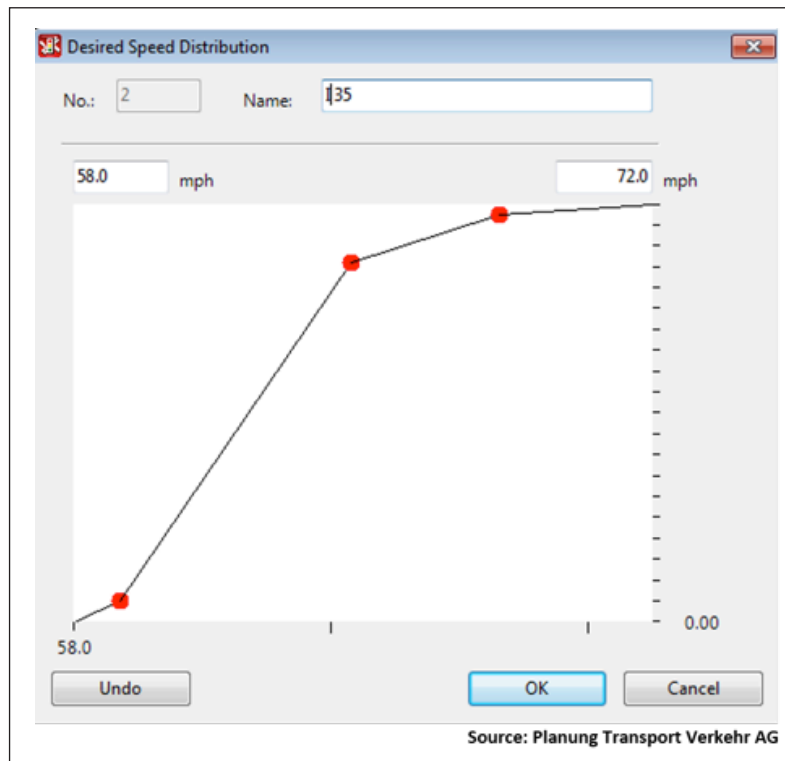 Desired Speed Distribution
No.: 2 Name: I35
58.0 mph 72.0 mph
0.00
58.0
Undo OK Cancel
Source: Planung Transport Verkehr AG